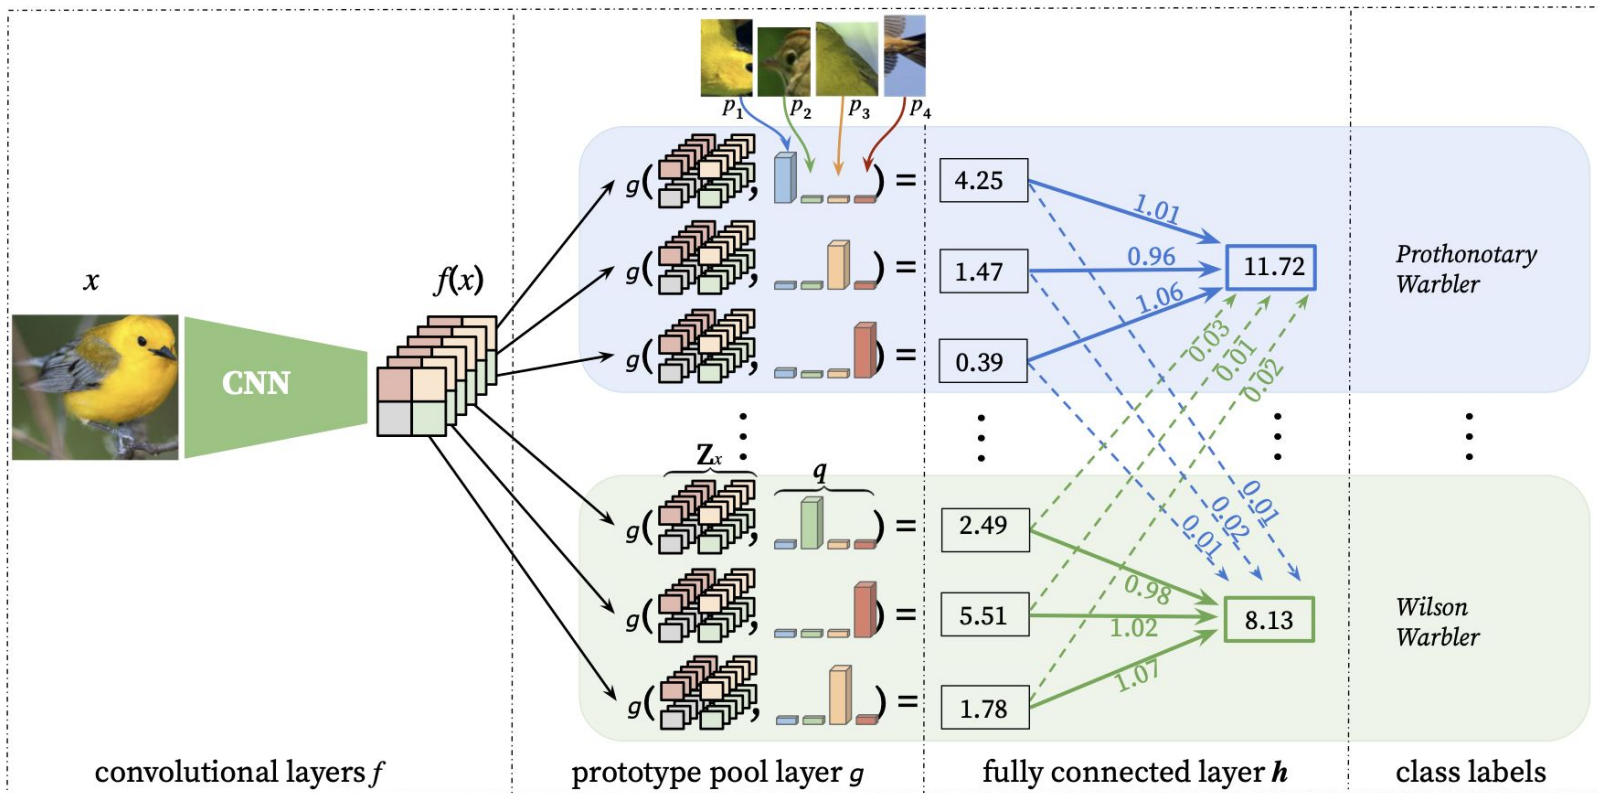 p1 p2 p3 p4
g( , ) = 4.25
1.01
g( , ) = 1.47
0.96
11.72
Prothonotary
Warbler
x
f(x)
1.06
g( , ) = 0.39
0.03
0.01
0.02
CNN
Zx
q
0.01
0.02
0.01
g( , ) = 2.49
0.98
g( , ) = 5.51
1.02
8.13
Wilson
Warbler
1.07
g( , ) = 1.78
convolutional layers f
prototype pool layer g
fully connected layer h
class labels